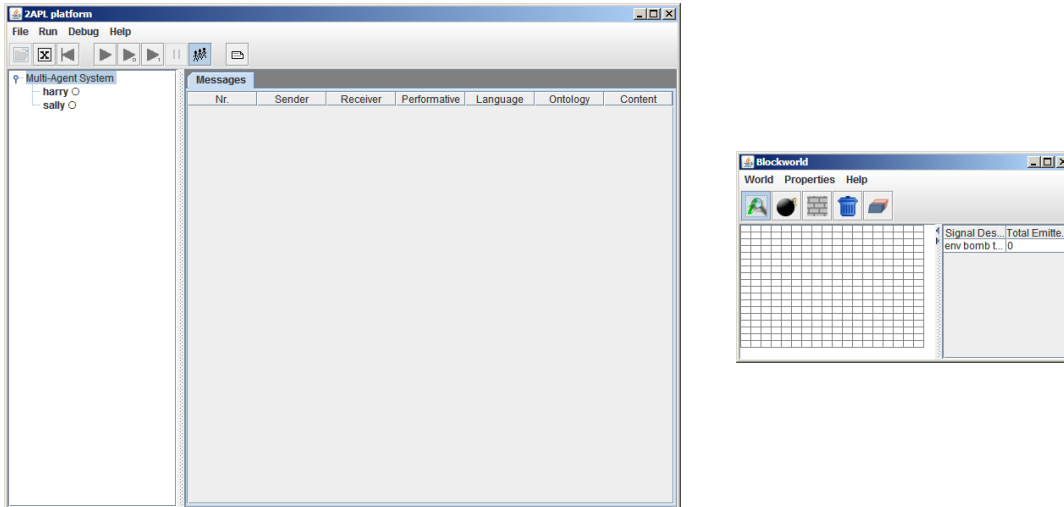 2APL platform
File Run Debug Help
Multi-Agent System
harry
sally
Messages
Nr. Sender Receiver Performative Language Ontology Content
Blockworld
World Properties Help
Signal Des... Total Emitte...
env bomb t... 0